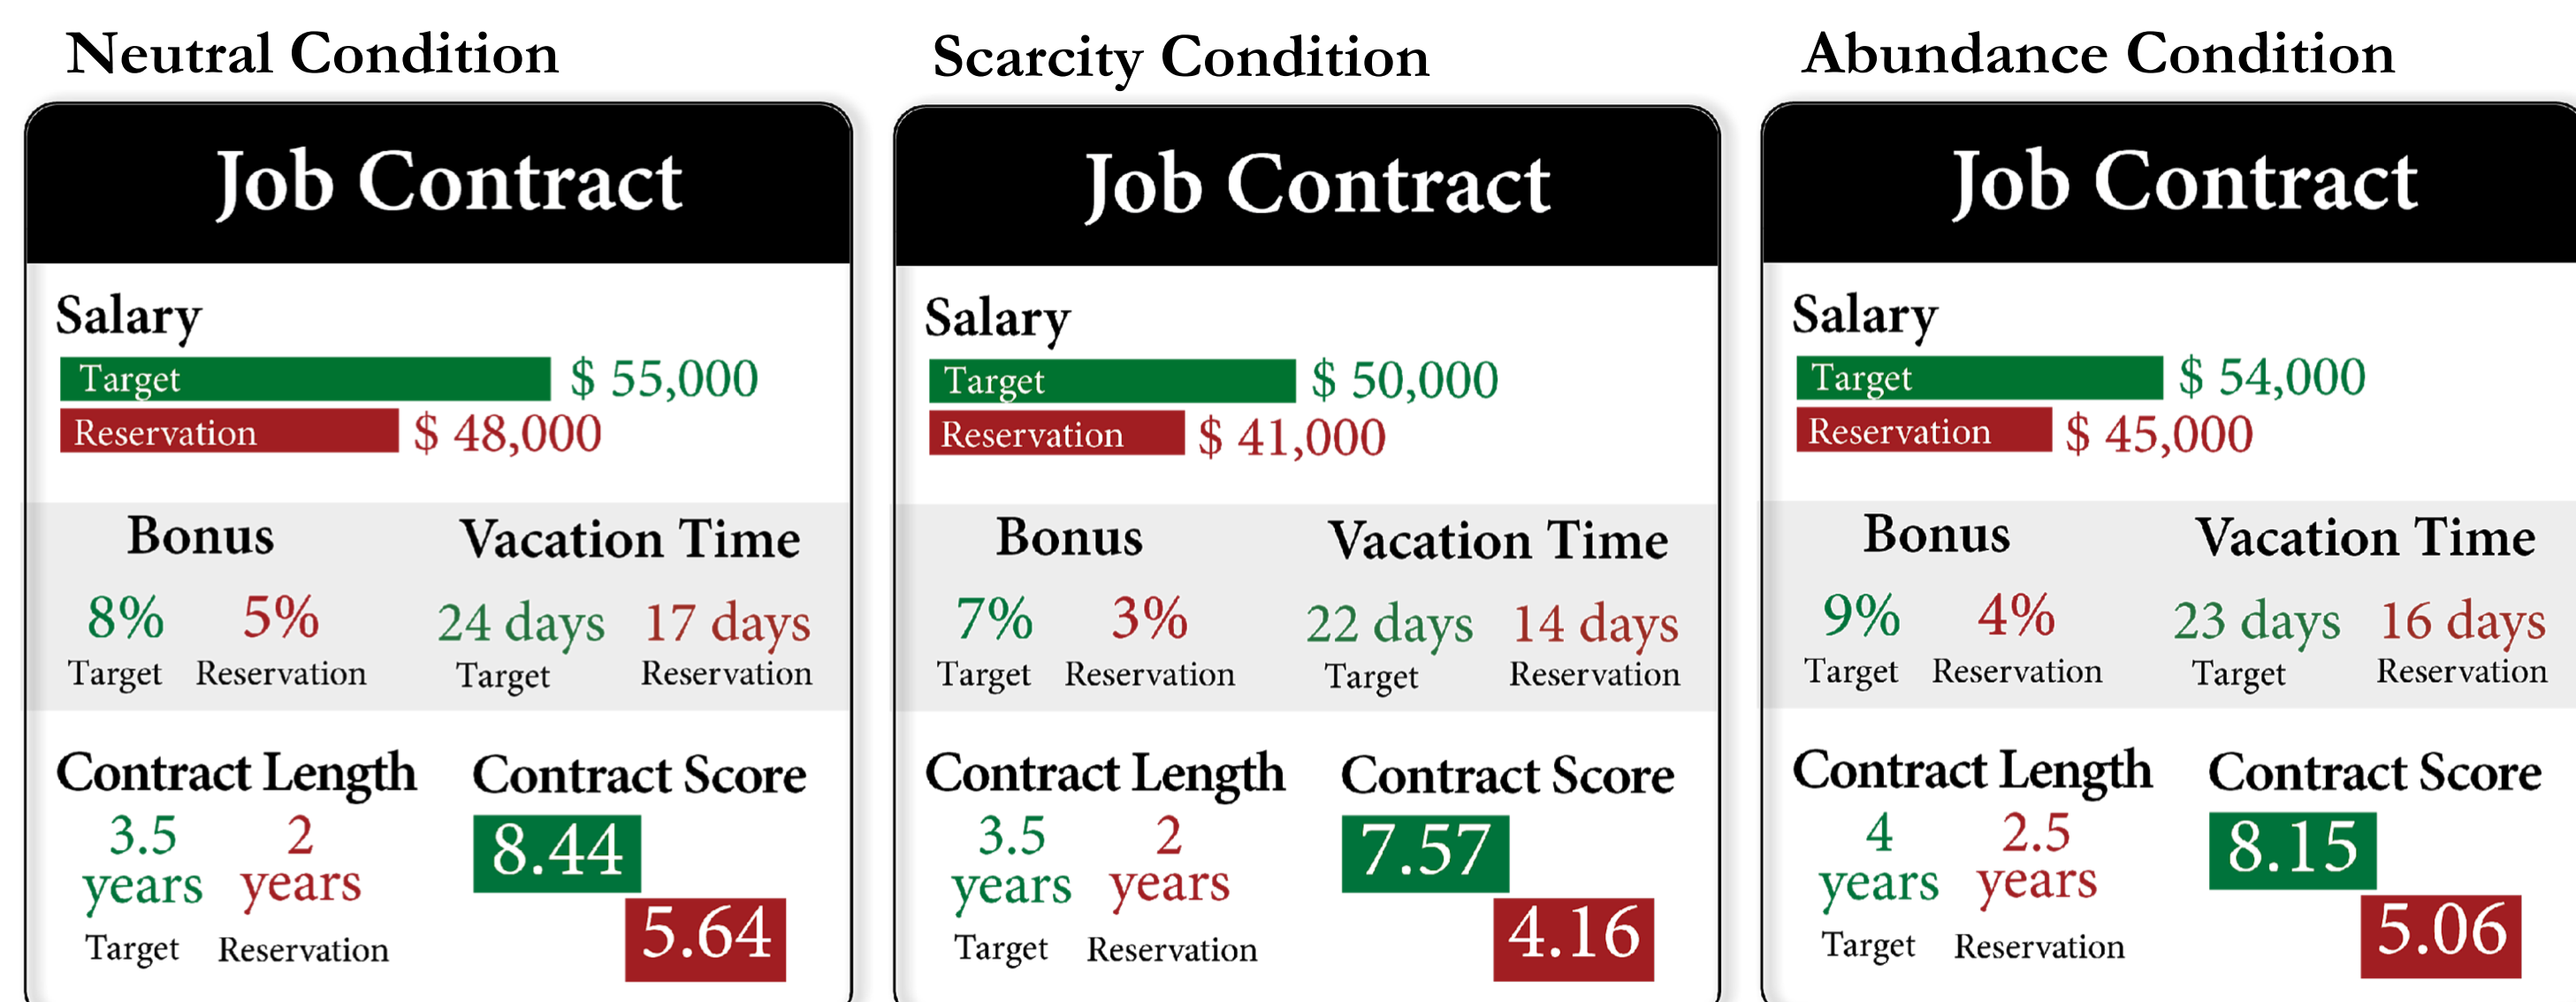 Neutral Condition
Job Contract
Salary
Target $ 55,000
Reservation $ 48,000
Bonus Vacation Time
8% 5% 24 days 17 days
Target Reservation Target Reservation
Contract Length Contract Score
3.5 2 8.44
years years
5.64
Target Reservation
Scarcity Condition
Job Contract
Salary
Target $ 50,000
Reservation $ 41,000
Bonus Vacation Time
7% 3% 22 days 14 days
Target Reservation Target Reservation
Contract Length Contract Score
3.5 2 7.57
years years
4.16
Target Reservation
Abundance Condition
Job Contract
Salary
Target $ 54,000
Reservation $ 45,000
Bonus Vacation Time
9% 4% 23 days 16 days
Target Reservation Target Reservation
Contract Length Contract Score
4 2.5 8.15
years years
5.06
Target Reservation